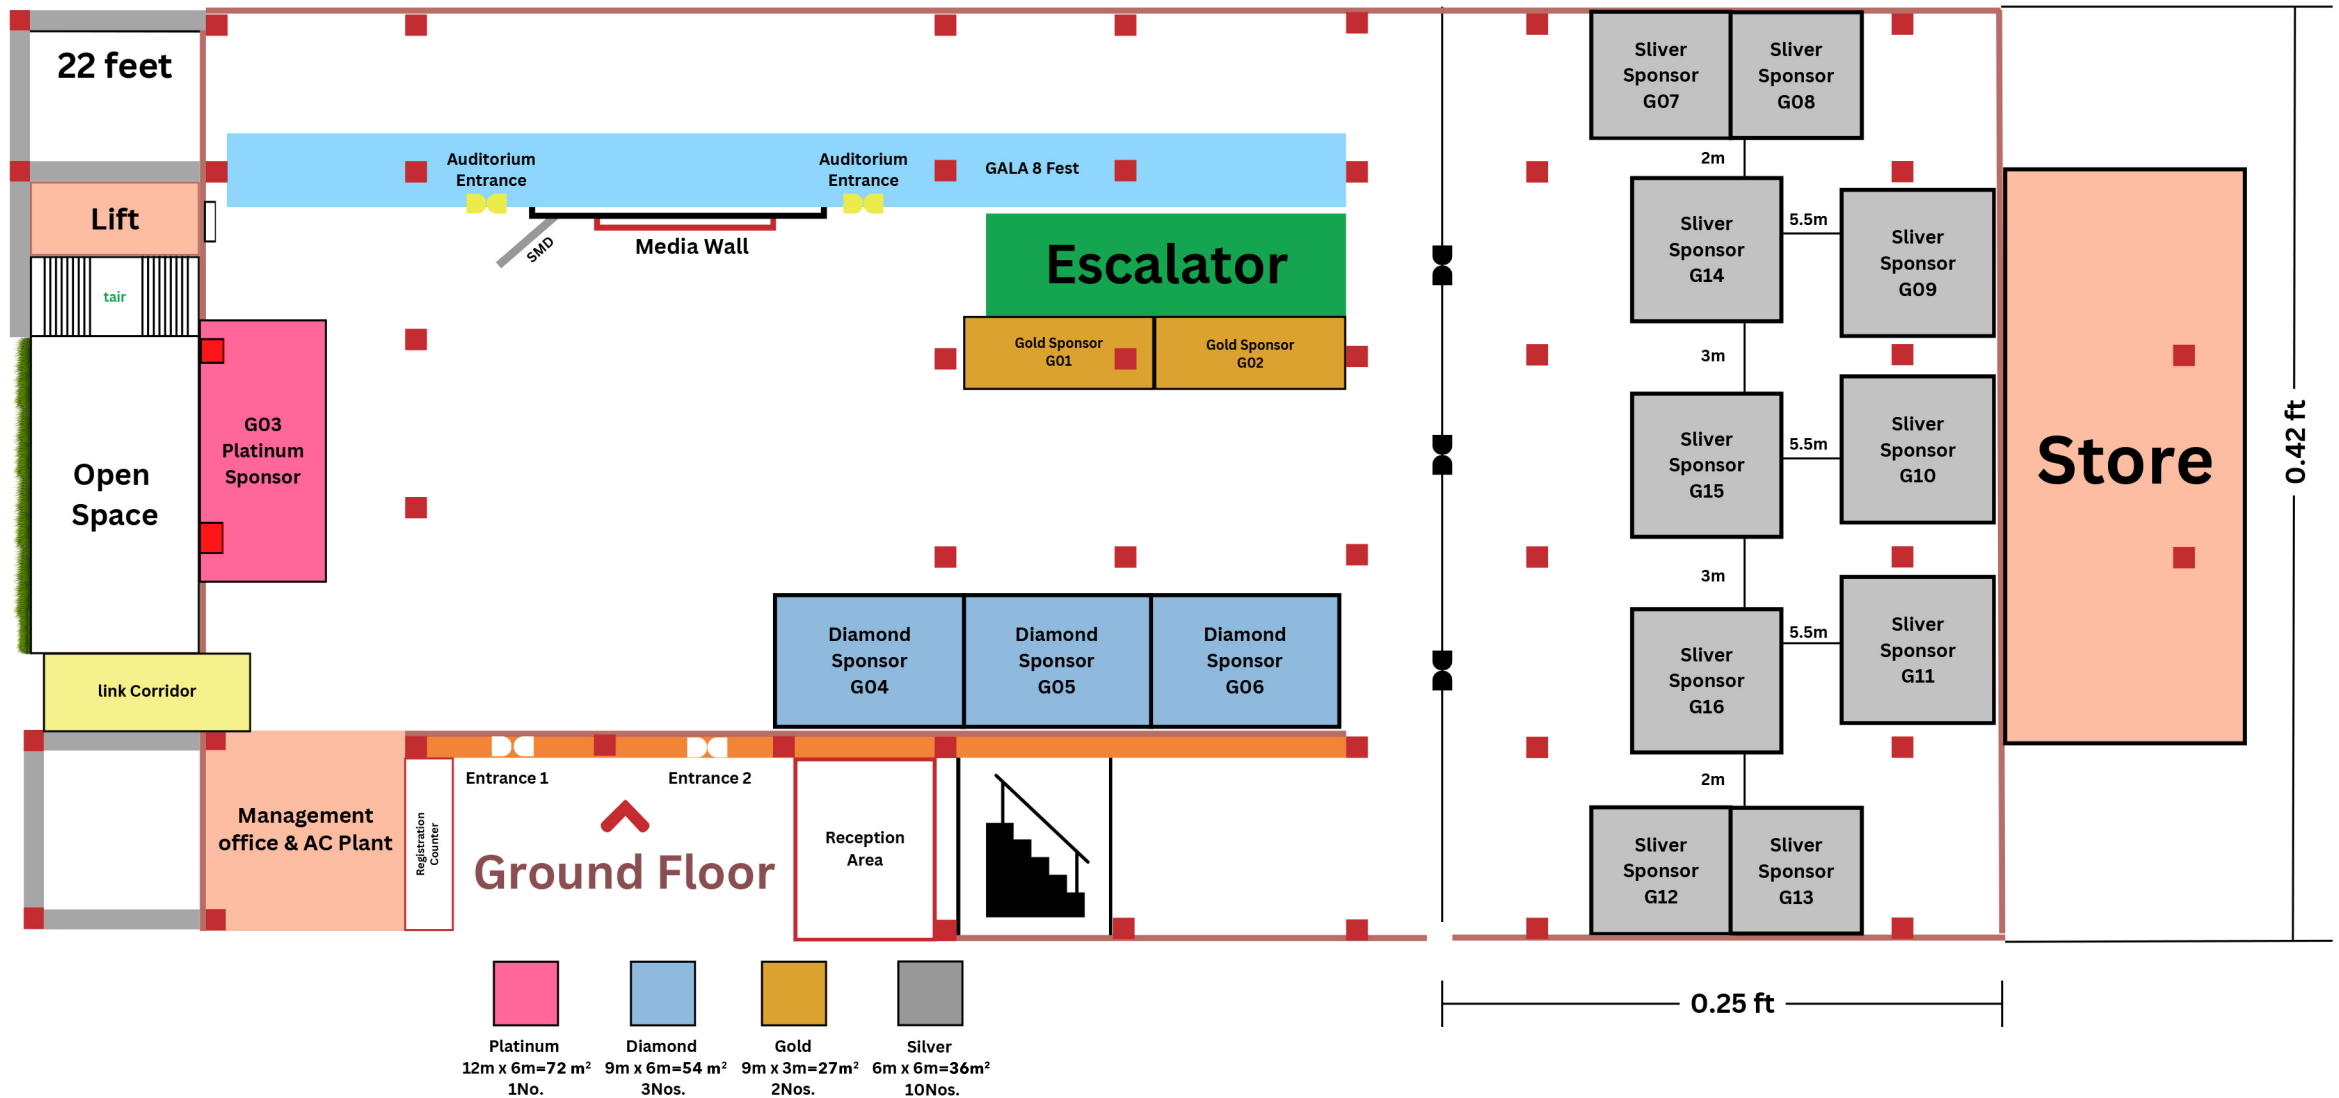 22 feet
Lift
tair
Open
Space
link Corridor
G03
Platinum
Sponsor
Auditorium
Entrance
SMD
Media Wall
Auditorium
Entrance
GALA 8 Fest
Escalator
Gold Sponsor
G01
Gold Sponsor
G02
Diamond
Sponsor
G04
Diamond
Sponsor
G05
Diamond
Sponsor
G06
Sliver
Sponsor
G07
Sliver
Sponsor
G08
2m
Sliver
Sponsor
G14
5.5m
Sliver
Sponsor
G09
3m
Sliver
Sponsor
G15
5.5m
Sliver
Sponsor
G10
3m
Sliver
Sponsor
G16
5.5m
Sliver
Sponsor
G11
2m
Sliver
Sponsor
G12
Sliver
Sponsor
G13
Store
0.42 ft
0.25 ft
Management
office & AC Plant
Registration
Counter
Entrance 1
Entrance 2
Ground Floor
Reception
Area
Platinum
12m x 6m=72 m²
1No.
Diamond
9m x 6m=54 m²
3Nos.
Gold
9m x 3m=27m²
2Nos.
Silver
6m x 6m=36m²
10Nos.